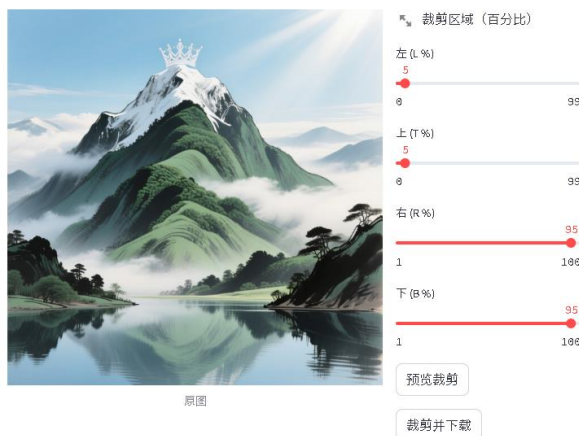 裁剪区域（百分比）
左(L%)
5
0 99
上(T%)
5
0 99
右(R%)
95
1 100
下(B%)
95
1 100
预览裁剪
裁剪并下载
原图